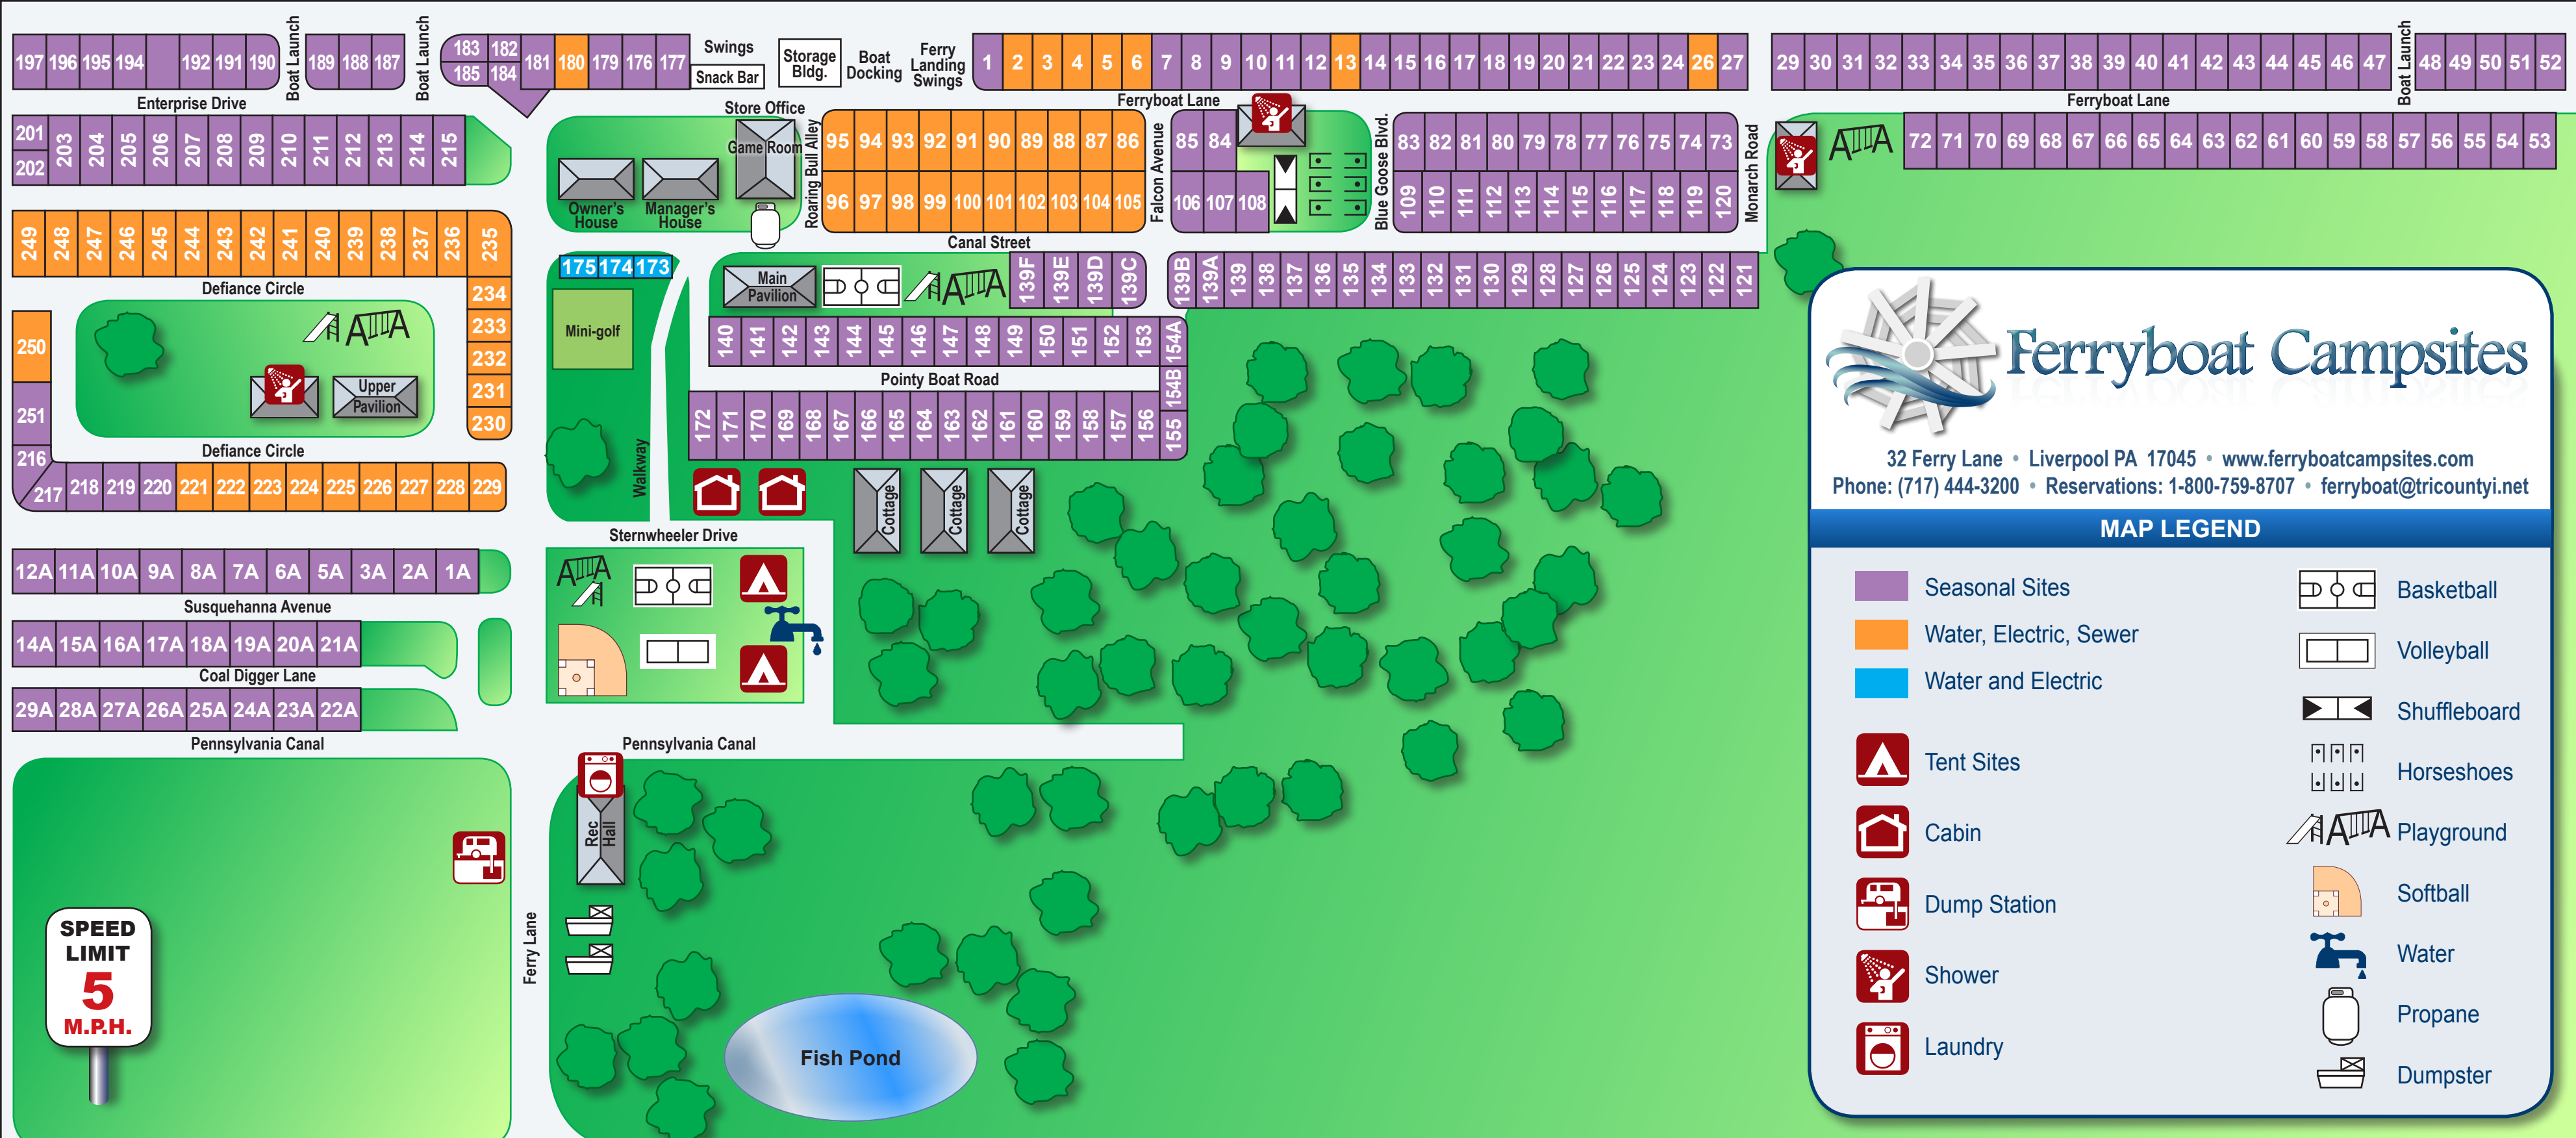 197 196 195 194 192 191 190
Boat Launch
189 188 187
Boat Launch
183 182
185 184
181 180 179 176 177
Swings
Snack Bar
Storage
Bldg.
Boat
Docking
Ferry
Landing
Swings
1 2 3 4 5 6 7 8 9 10 11 12 13 14 15 16 17 18 19 20 21 22 23 24 26 27
29 30 31 32 33 34 35 36 37 38 39 40 41 42 43 44 45 46 47
Boat Launch
48 49 50 51 52
Enterprise Drive
Ferryboat Lane
Ferryboat Lane
201
202
203 204 205 206 207 208 209 210 211 212 213 214 215
Store Office
Game Room
Owner's
House
Manager's
House
Roaring Bull Alley
95 94 93 92 91 90 89 88 87 86
96 97 98 99 100 101 102 103 104 105
Falcon Avenue
85 84
106 107 108
Blue Goose Blvd.
83 82 81 80 79 78 77 76 75 74 73
109 110 111 112 113 114 115 116 117 118 119 120
Monarch Road
72 71 70 69 68 67 66 65 64 63 62 61 60 59 58 57 56 55 54 53
249 248 247 246 245 244 243 242 241 240 239 238 237 236 235
Canal Street
Defiance Circle
234
233
232
231
230
250
251
216
217
Upper
Pavilion
Defiance Circle
218 219 220 221 222 223 224 225 226 227 228 229
175 174 173
Mini-golf
Walkway
Main
Pavilion
139F 139E 139D 139C
139B 139A 139 138 137 136 135 134 133 132 131 130 129 128 127 126 125 124 123 122 121
140 141 142 143 144 145 146 147 148 149 150 151 152 153 154A
Pointy Boat Road
154B
172 171 170 169 168 167 166 165 164 163 162 161 160 159 158 157 156 155
Cottage
Cottage
Cottage
Sternwheeler Drive
12A 11A 10A 9A 8A 7A 6A 5A 3A 2A 1A
Susquehanna Avenue
14A 15A 16A 17A 18A 19A 20A 21A
Coal Digger Lane
29A 28A 27A 26A 25A 24A 23A 22A
Pennsylvania Canal
Pennsylvania Canal
Rec
Hall
Ferry Lane
SPEED
LIMIT
5
M.P.H.
Fish Pond
Ferryboat Campsites
32 Ferry Lane • Liverpool PA 17045 • www.ferryboatcampsites.com
Phone: (717) 444-3200 • Reservations: 1-800-759-8707 • ferryboat@tricountyi.net
MAP LEGEND
Seasonal Sites
Water, Electric, Sewer
Water and Electric
Tent Sites
Cabin
Dump Station
Shower
Laundry
Basketball
Volleyball
Shuffleboard
Horseshoes
Playground
Softball
Water
Propane
Dumpster